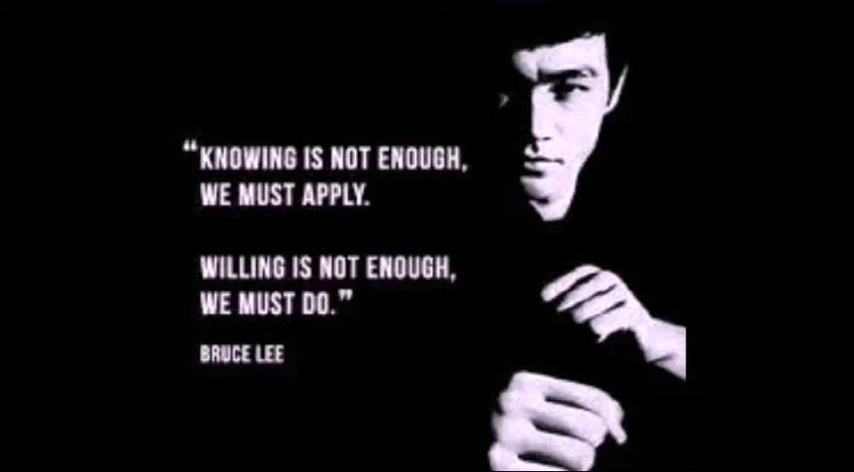 “KNOWING IS NOT ENOUGH,
WE MUST APPLY.
WILLING IS NOT ENOUGH,
WE MUST DO.”
BRUCE LEE